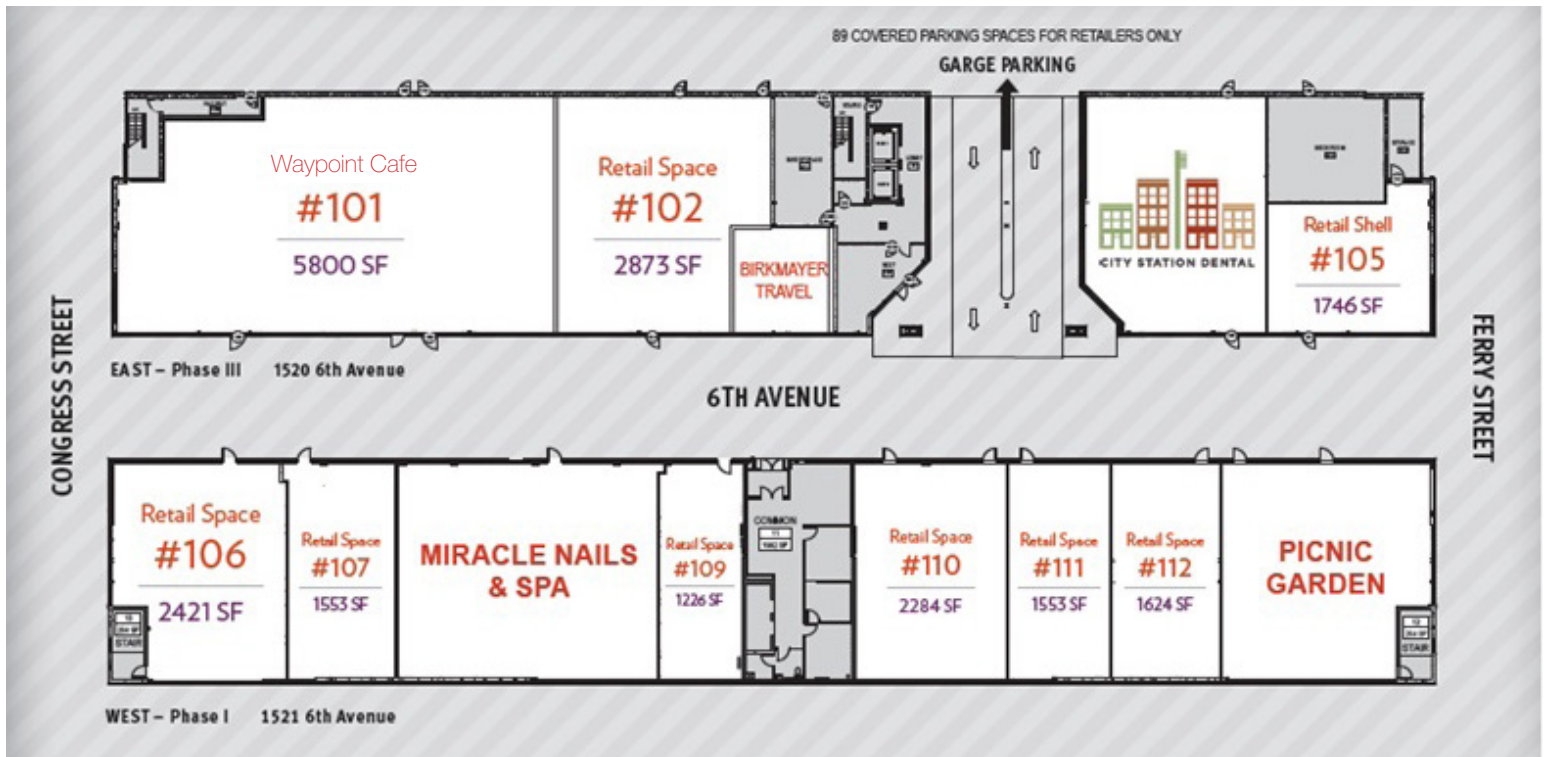 89 COVERED PARKING SPACES FOR RETAILERS ONLY
GARGE PARKING
Waypoint Cafe
#101
5800 SF
Retail Space
#102
2873 SF
BIRKMAYER
TRAVEL
CITY STATION DENTAL
Retail Shell
#105
1746 SF
CONGRESS STREET
FERRY STREET
EAST – Phase III 1520 6th Avenue
6TH AVENUE
Retail Space
#106
2421 SF
STAIR
Retail Space
#107
1553 SF
MIRACLE NAILS
& SPA
Retail Space
#109
1226 SF
COMMON
11
Retail Space
#110
2284 SF
Retail Space
#111
1553 SF
Retail Space
#112
1624 SF
PICNIC
GARDEN
STAIR
WEST – Phase I 1521 6th Avenue